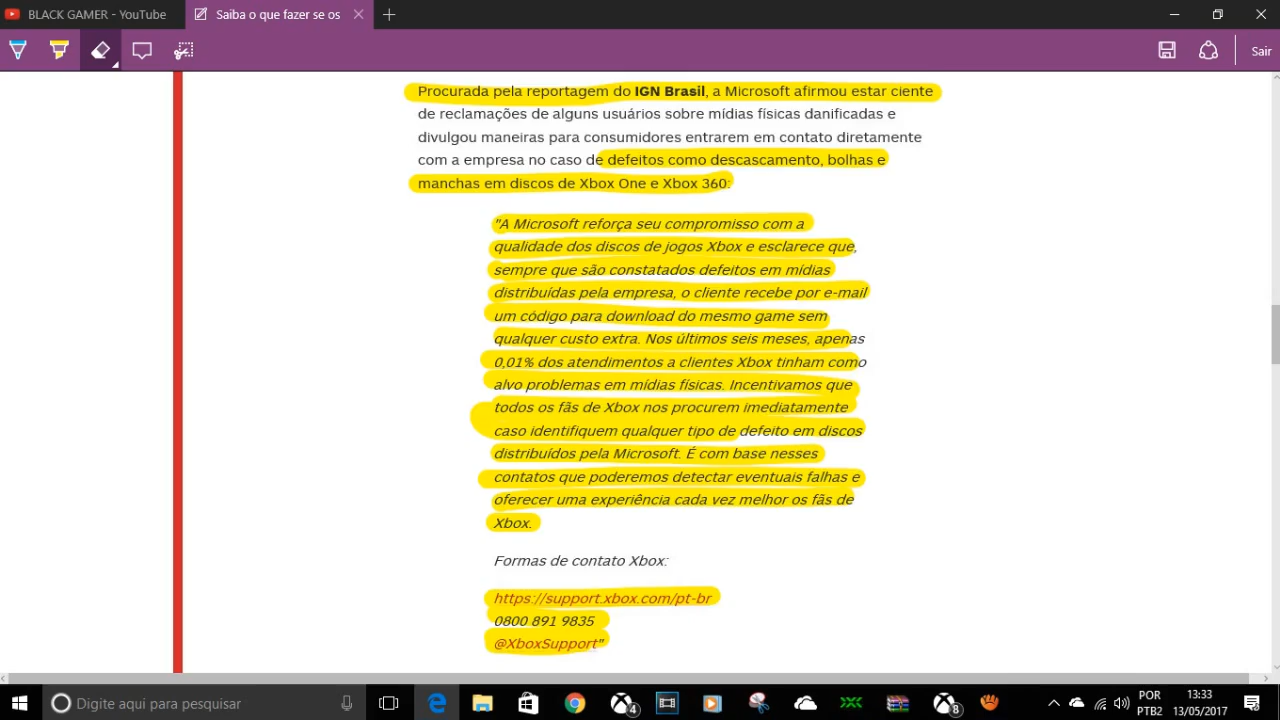 BLACK GAMER - YouTube
Saiba o que fazer se os
Sair
Procurada pela reportagem do IGN Brasil, a Microsoft afirmou estar ciente
de reclamações de alguns usuários sobre mídias físicas danificadas e
divulgou maneiras para consumidores entrarem em contato diretamente
com a empresa no caso de defeitos como descascamento, bolhas e
manchas em discos de Xbox One e Xbox 360:
"A Microsoft reforça seu compromisso com a
qualidade dos discos de jogos Xbox e esclarece que,
sempre que são constatados defeitos em mídias
distribuídas pela empresa, o cliente recebe por e-mail
um código para download do mesmo game sem
qualquer custo extra. Nos últimos seis meses, apenas
0,01% dos atendimentos a clientes Xbox tinham como
alvo problemas em mídias físicas. Incentivamos que
todos os fãs de Xbox nos procurem imediatamente
caso identifiquem qualquer tipo de defeito em discos
distribuídos pela Microsoft. É com base nesses
contatos que poderemos detectar eventuais falhas e
oferecer uma experiência cada vez melhor os fãs de
Xbox.
Formas de contato Xbox:
https://support.xbox.com/pt-br
0800 891 9835
@XboxSupport"
Digite aqui para pesquisar
4
8
POR
PTB2
13:33
13/05/2017